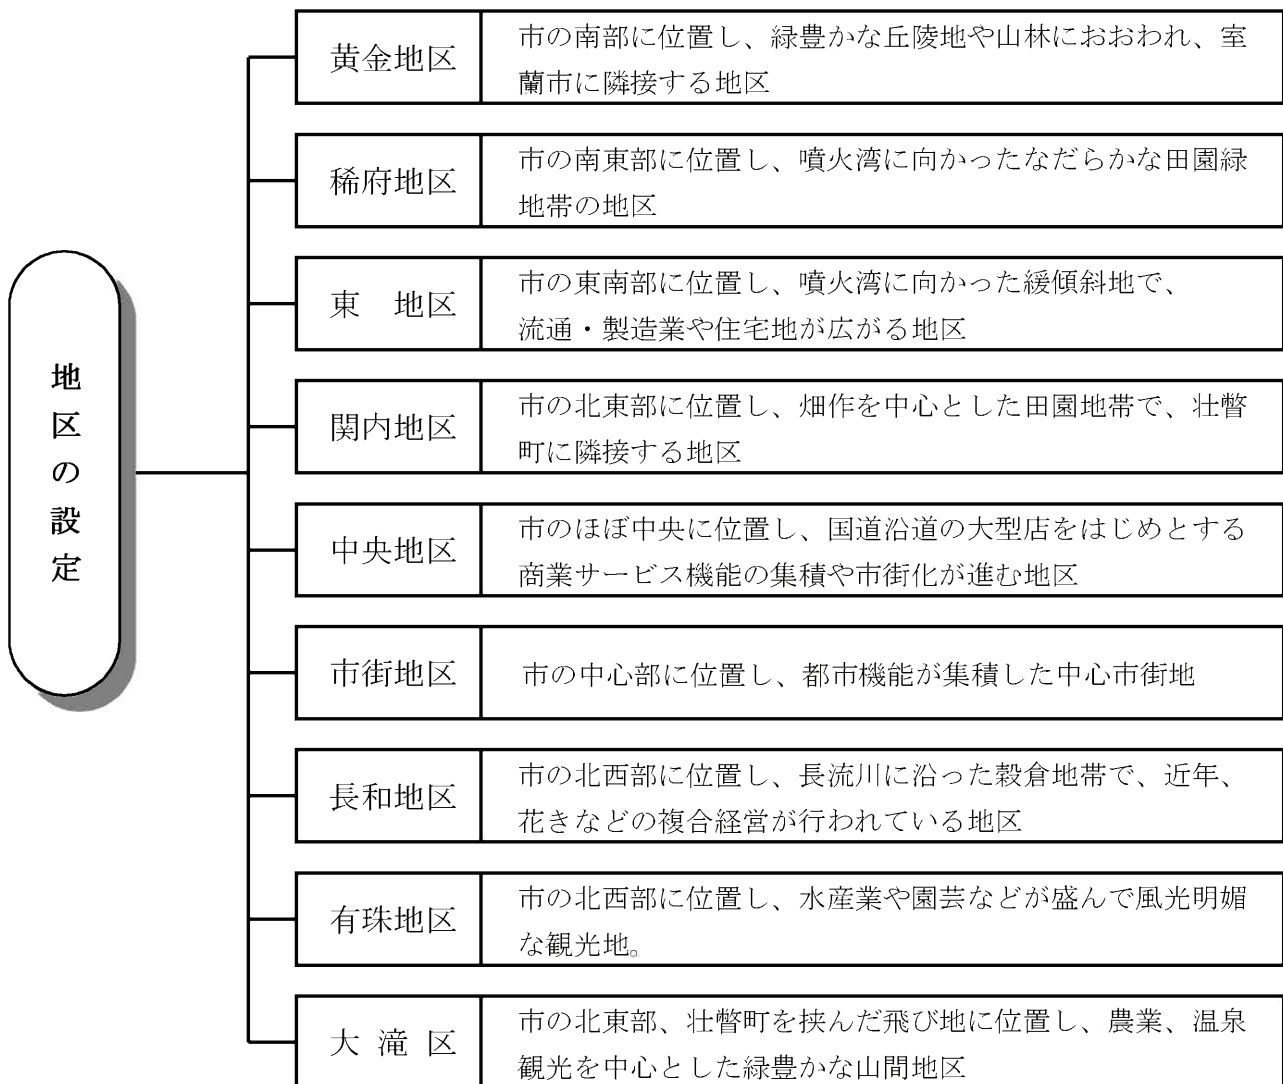 地区の設定
黄金地区
市の南部に位置し、緑豊かな丘陵地や山林におおわれ、室
蘭市に隣接する地区
稀府地区
市の南東部に位置し、噴火湾に向かったなだらかな田園緑
地帯の地区
東　地区
市の東南部に位置し、噴火湾に向かった緩傾斜地で、
流通・製造業や住宅地が広がる地区
関内地区
市の北東部に位置し、畑作を中心とした田園地帯で、壮瞥
町に隣接する地区
中央地区
市のほぼ中央に位置し、国道沿道の大型店をはじめとする
商業サービス機能の集積や市街化が進む地区
市街地区
市の中心部に位置し、都市機能が集積した中心市街地
長和地区
市の北西部に位置し、長流川に沿った穀倉地帯で、近年、
花きなどの複合経営が行われている地区
有珠地区
市の北西部に位置し、水産業や園芸などが盛んで風光明媚
な観光地。
大 滝 区
市の北東部、壮瞥町を挟んだ飛び地に位置し、農業、温泉
観光を中心とした緑豊かな山間地区